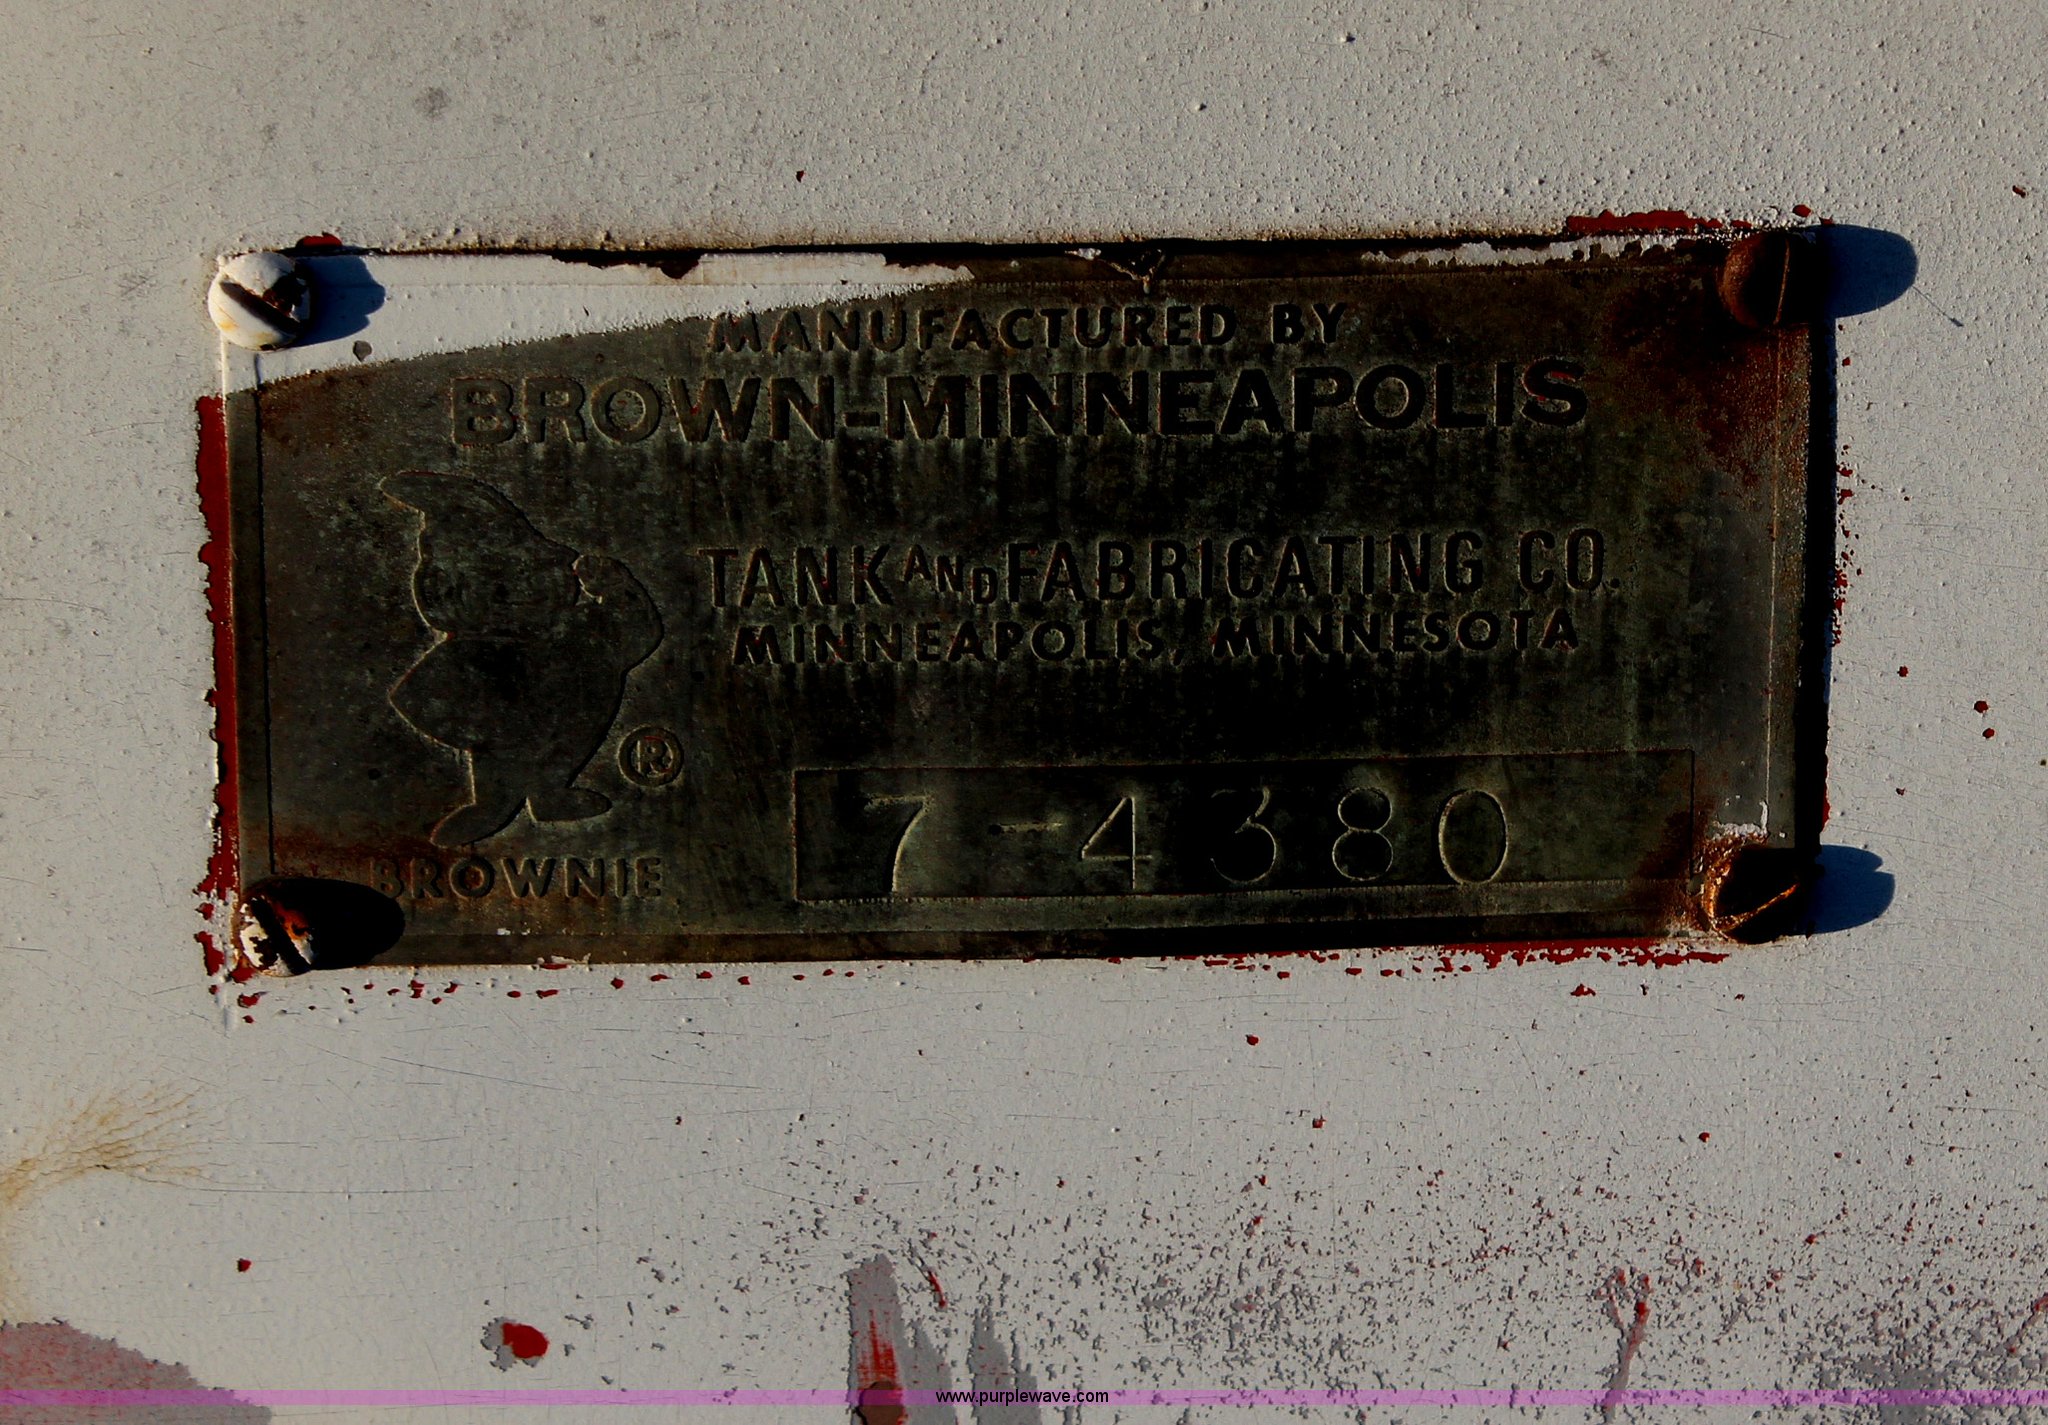 MANUFACTURED BY
BROWN-MINNEAPOLIS
TANK AND FABRICATING CO.
MINNEAPOLIS, MINNESOTA
®
7-4380
BROWNIE
www.purplewave.com